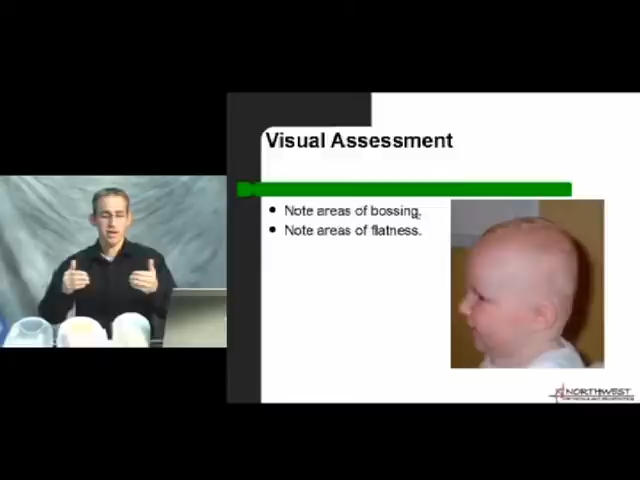 Visual Assessment
Note areas of bossing.
Note areas of flatness.
NORTHWEST